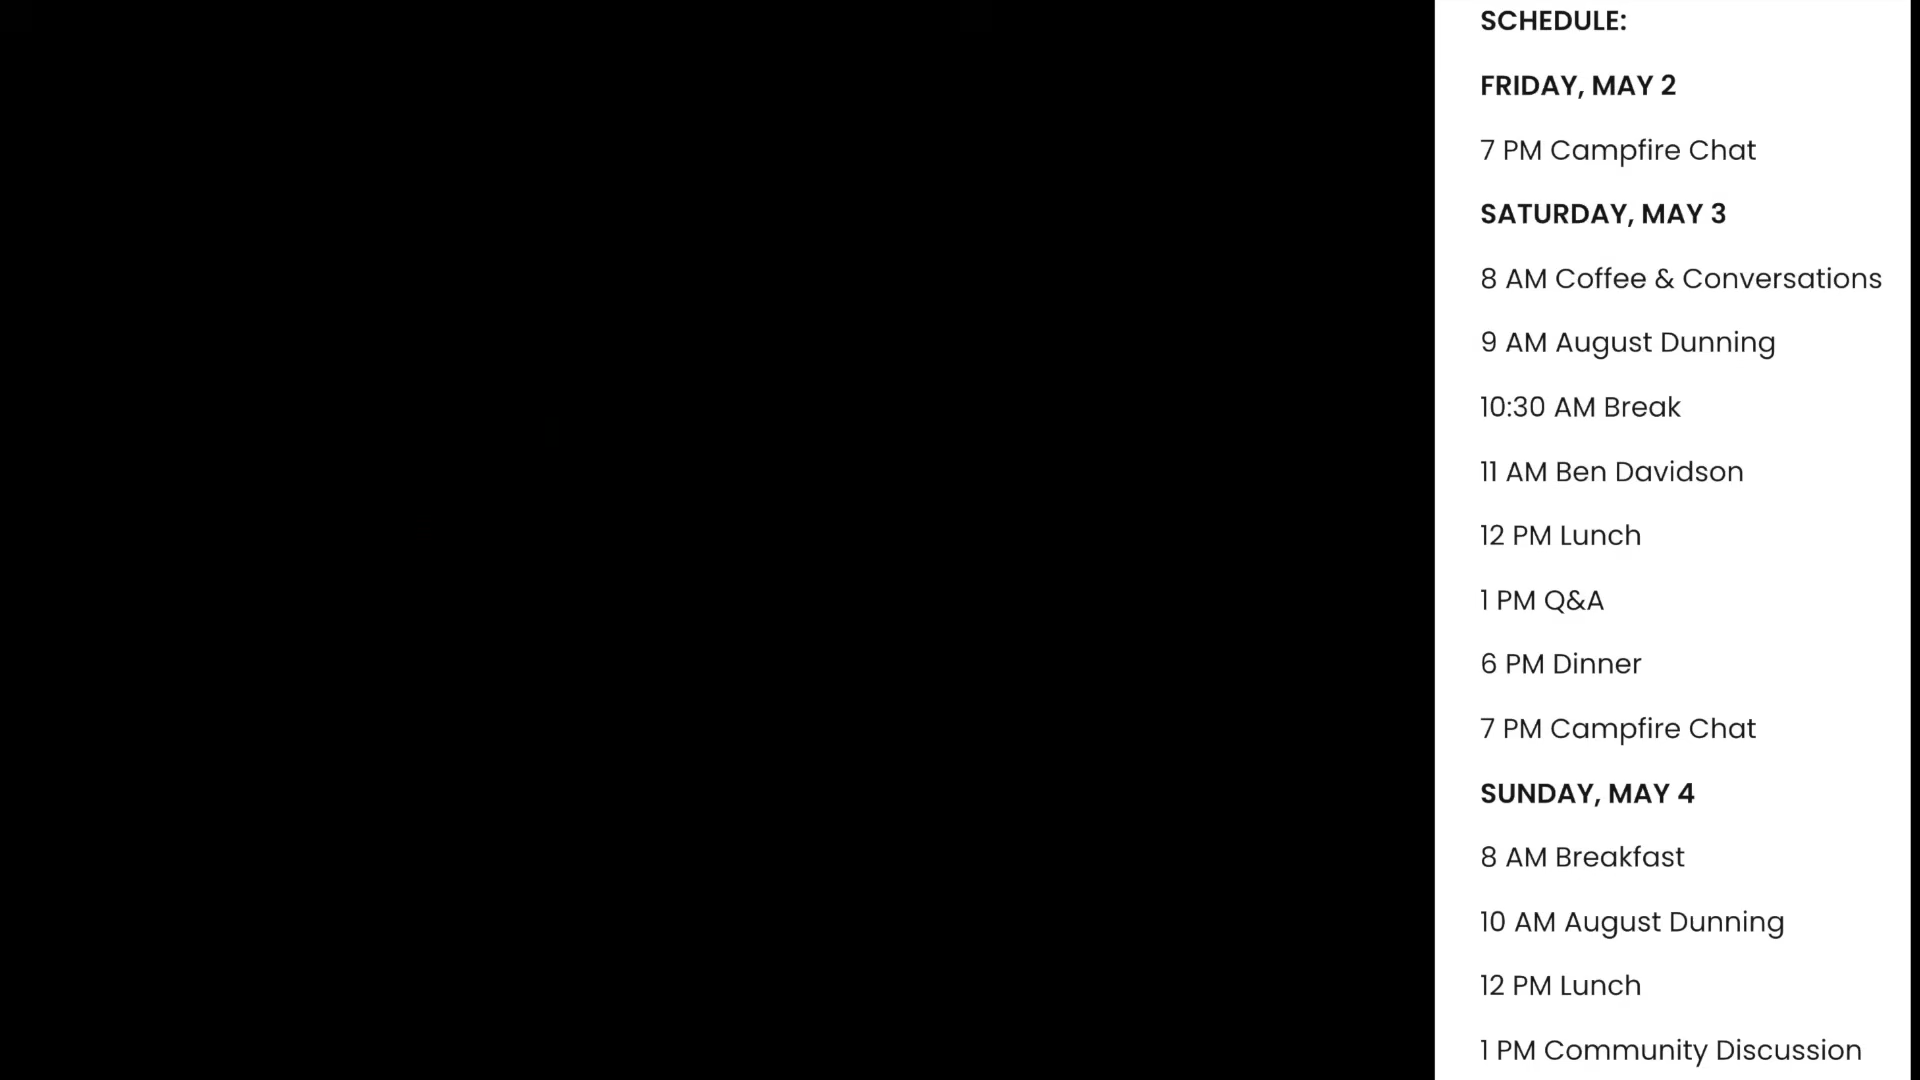 SCHEDULE:
FRIDAY, MAY 2
7 PM Campfire Chat
SATURDAY, MAY 3
8 AM Coffee & Conversations
9 AM August Dunning
10:30 AM Break
11 AM Ben Davidson
12 PM Lunch
1 PM Q&A
6 PM Dinner
7 PM Campfire Chat
SUNDAY, MAY 4
8 AM Breakfast
10 AM August Dunning
12 PM Lunch
1 PM Community Discussion